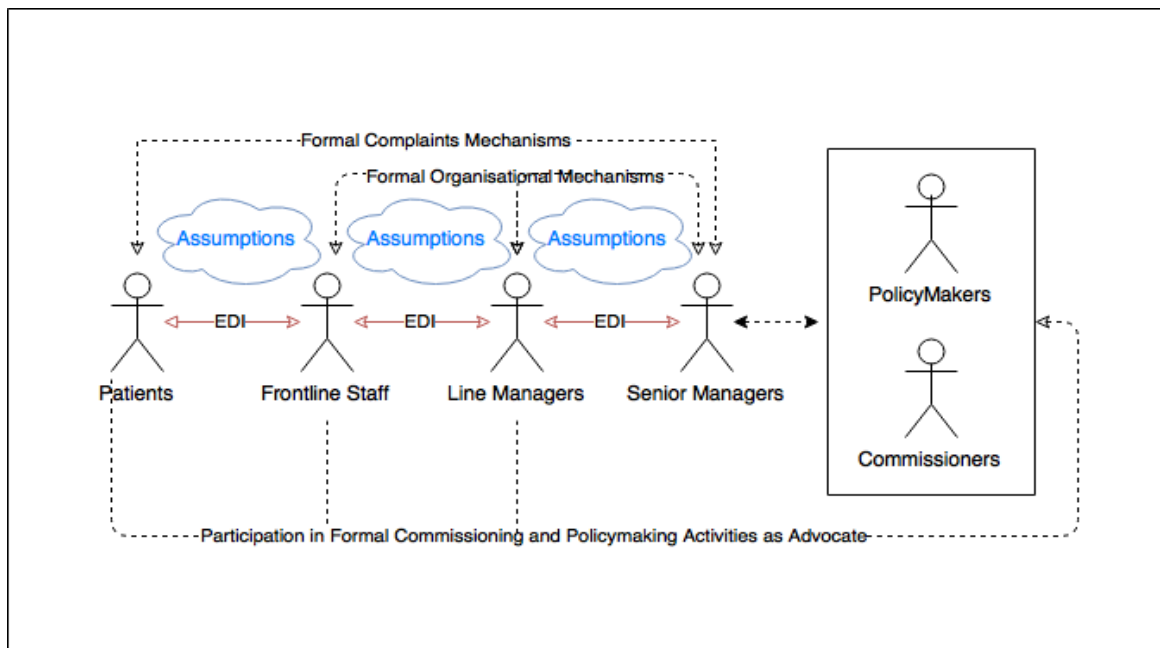 Formal Complaints Mechanisms
Formal Organisational Mechanisms
Assumptions
Assumptions
Assumptions
EDI
EDI
EDI
Patients
Frontline Staff
Line Managers
Senior Managers
PolicyMakers
Commissioners
Participation in Formal Commissioning and Policymaking Activities as Advocate